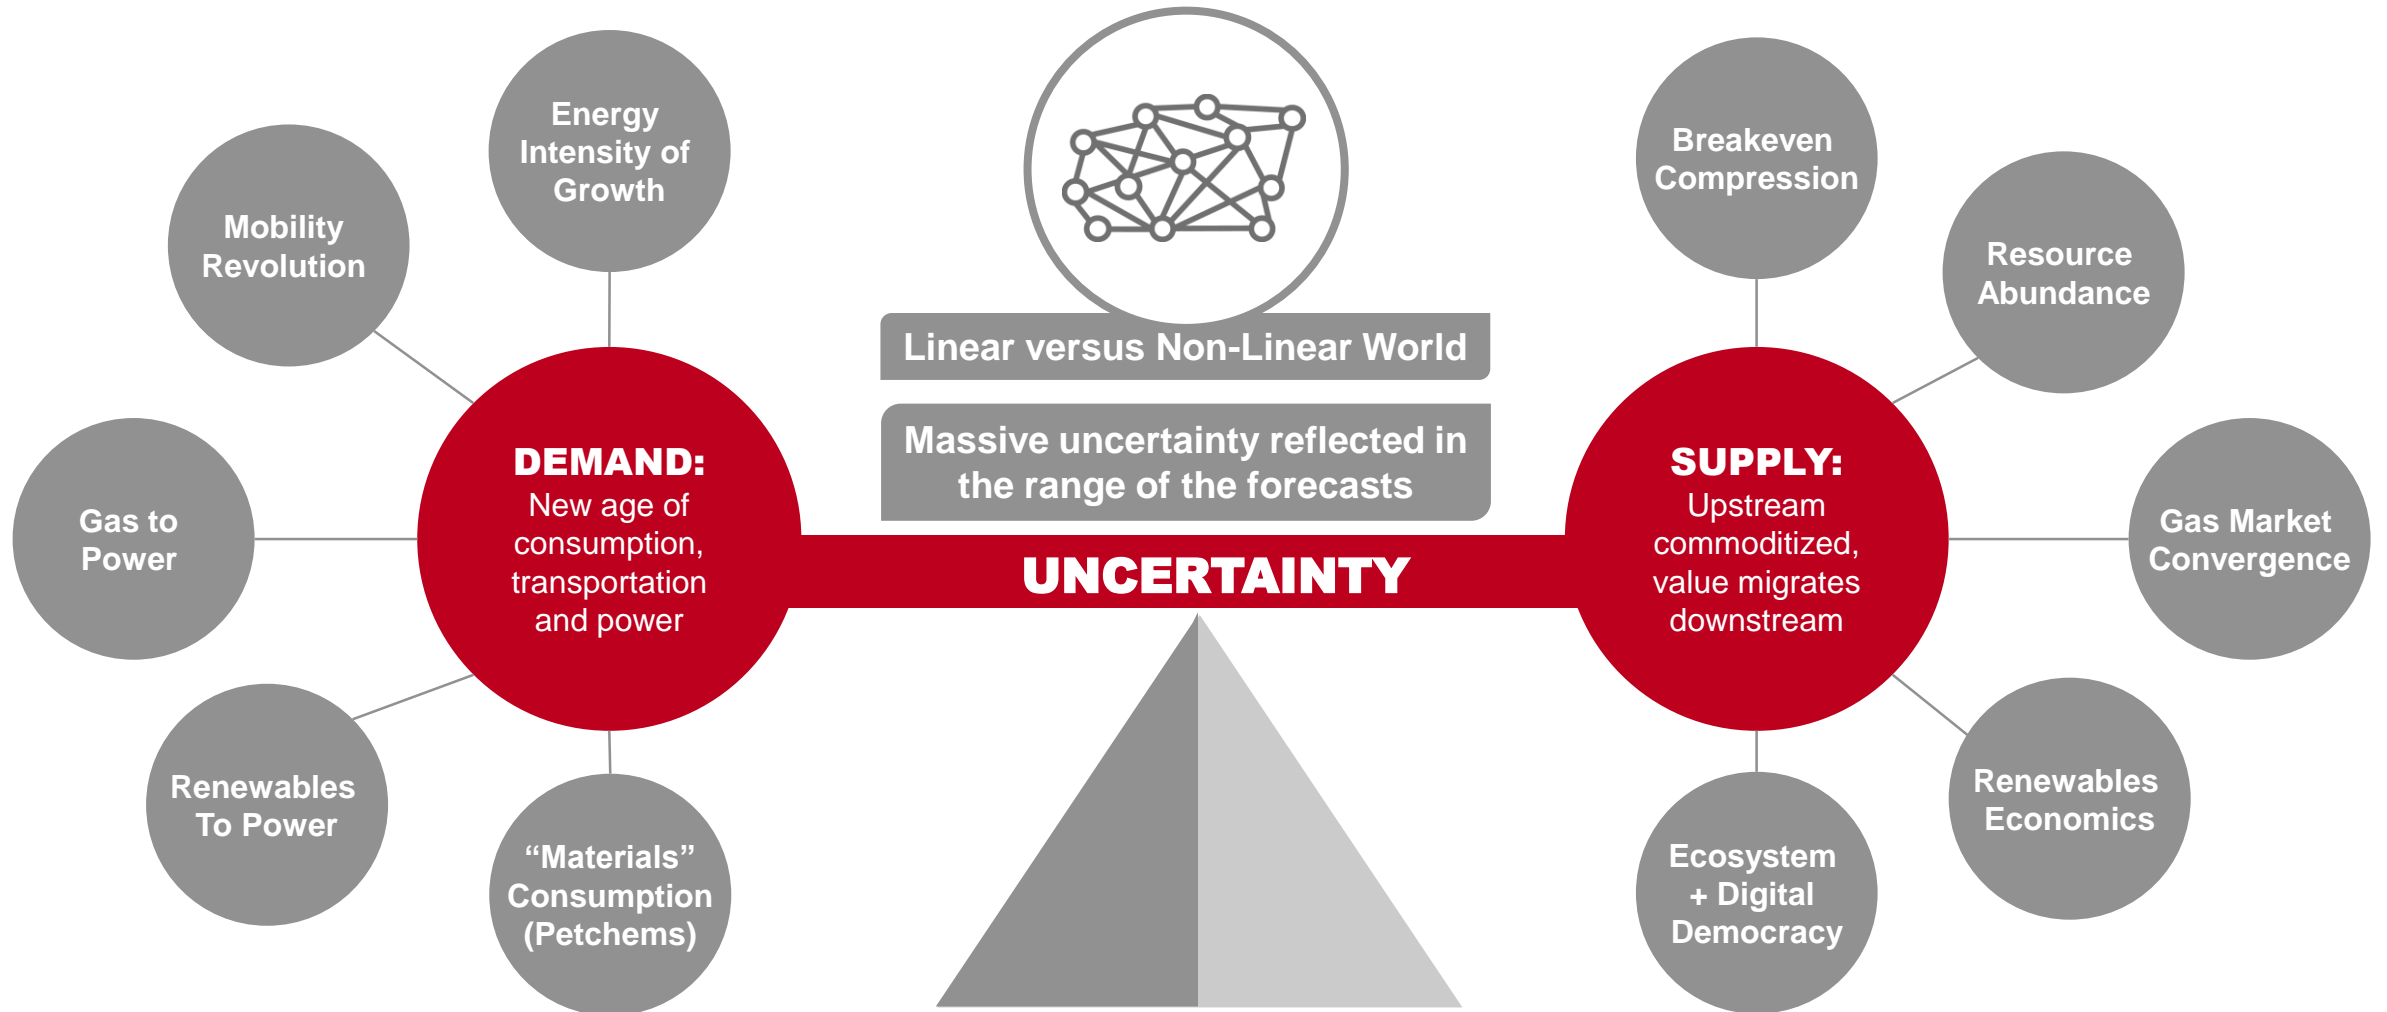 Energy
Intensity of
Growth
Mobility
Revolution
Gas to
Power
Renewables
To Power
“Materials”
Consumption
(Petchems)
DEMAND:
New age of
consumption,
transportation
and power
Linear versus Non-Linear World
Massive uncertainty reflected in
the range of the forecasts
UNCERTAINTY
SUPPLY:
Upstream
commoditized,
value migrates
downstream
Breakeven
Compression
Resource
Abundance
Gas Market
Convergence
Renewables
Economics
Ecosystem
+ Digital
Democracy